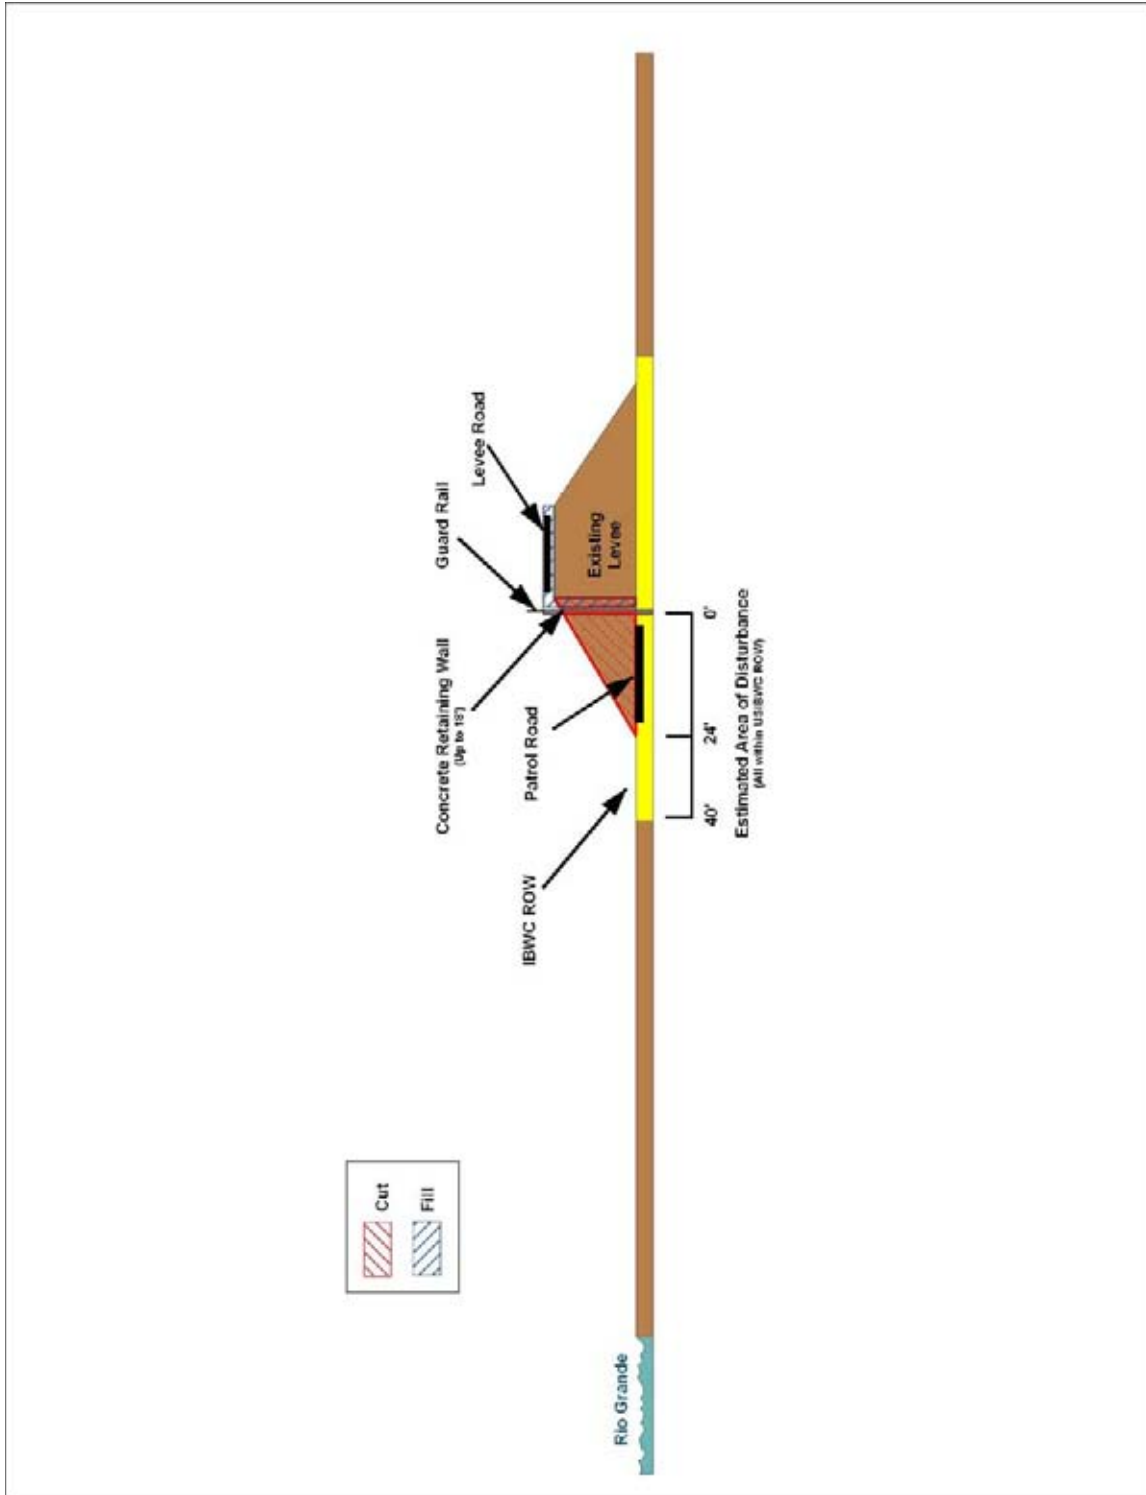 Cut
Fill
Guard Rail
Levee Road
Concrete Retaining Wall
(Up to 18')
Existing
Levee
Patrol Road
IBWC ROW
Rio Grande
40'
24'
0'
Estimated Area of Disturbance
(All within USIBWC ROW)